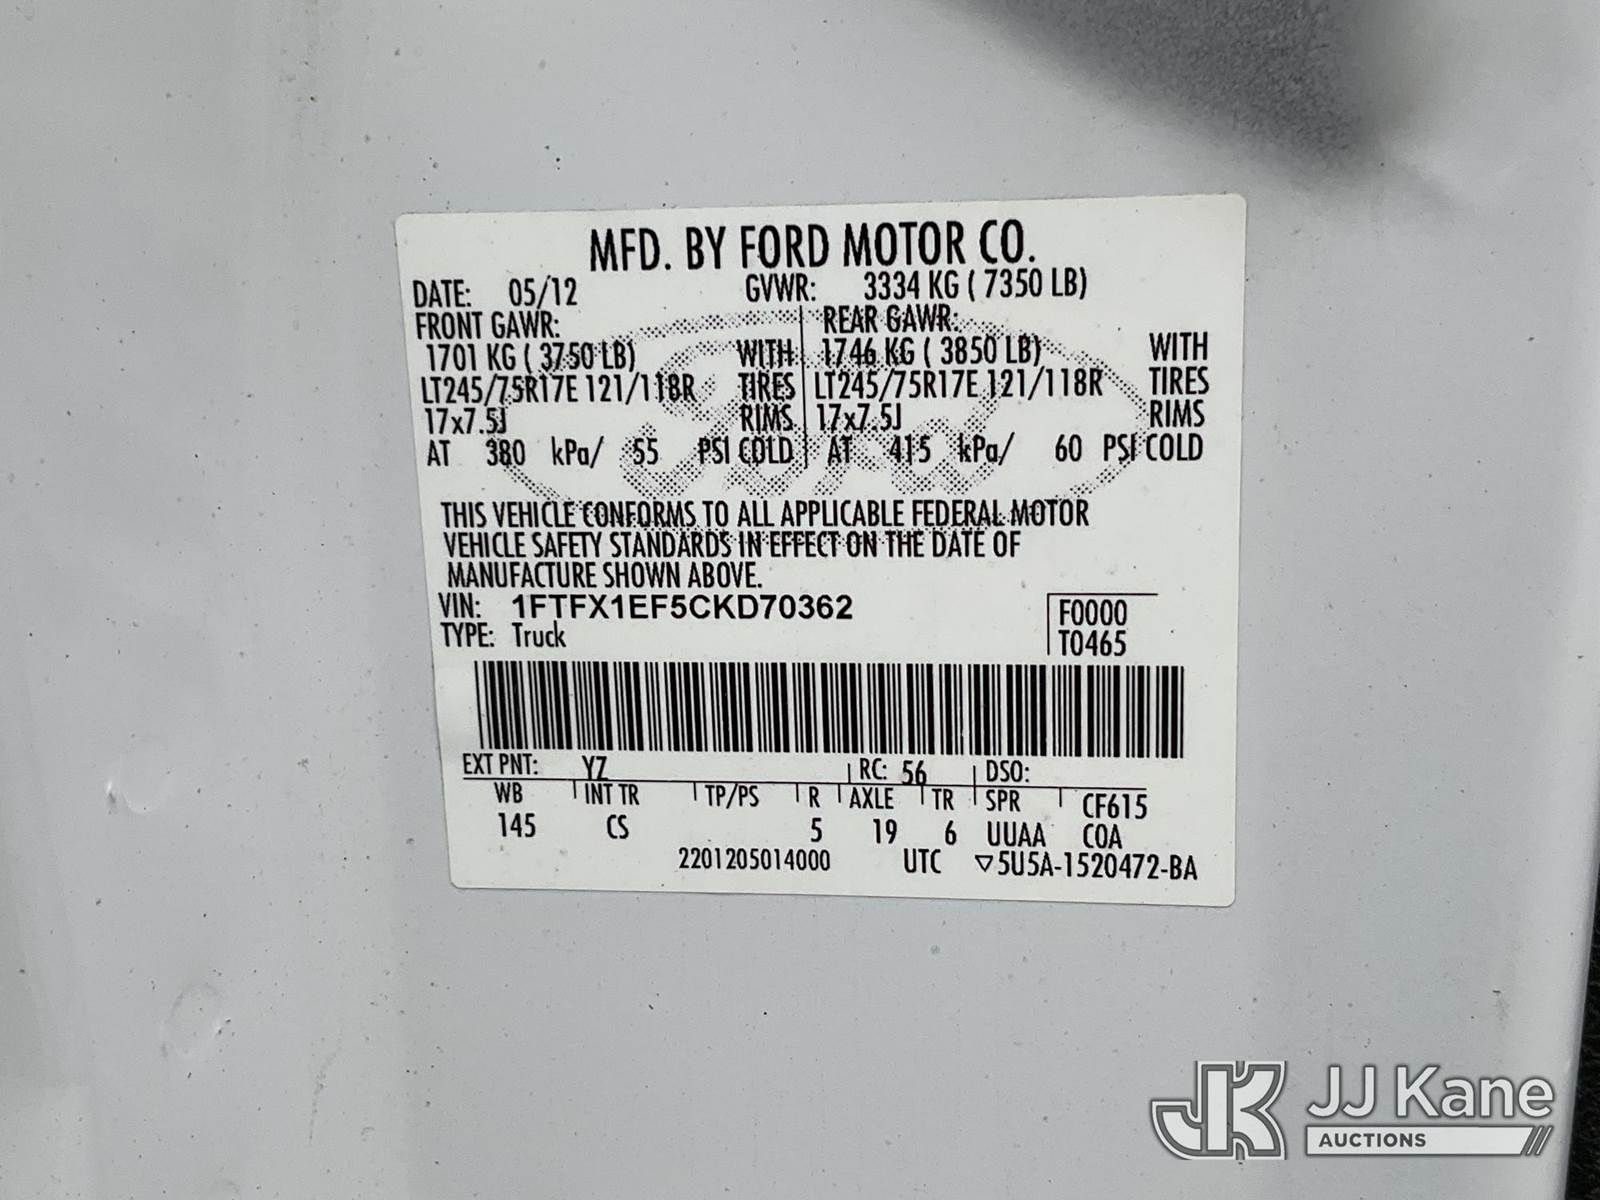 MFD. BY FORD MOTOR CO.
DATE: 05/12 GVWR: 3334 KG ( 7350 LB)
FRONT GAWR: REAR GAWR:
1701 KG ( 3750 LB) WITH 1746 KG ( 3850 LB) WITH
LT245/75R17E 121/118R TIRES LT245/75R17E 121/118R TIRES
17x7.5J RIMS 17x7.5J RIMS
AT 380 kPa/ 55 PSI COLD AT 415 kPa/ 60 PSI COLD
THIS VEHICLE CONFORMS TO ALL APPLICABLE FEDERAL MOTOR
VEHICLE SAFETY STANDARDS IN EFFECT ON THE DATE OF
MANUFACTURE SHOWN ABOVE.
VIN: 1FTFX1EF5CKD70362 F0000
TYPE: Truck T0465
EXT PNT: YZ RC: 56 DSO:
WB INT TR TP/PS R AXLE TR SPR CF615
145 CS 5 19 6 UUAA COA
2201205014000 UTC ▽5U5A-1520472-BA
Ford
JK JJ Kane
AUCTIONS